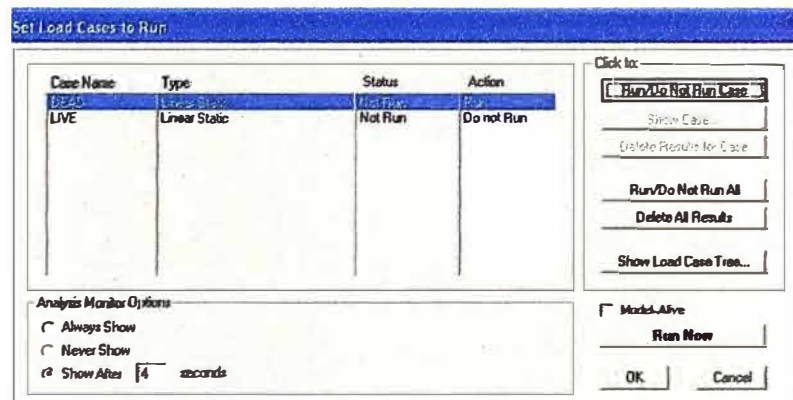 Set Load Cases to Run
Case Name Type Status Action
DEAD Linear Static Not Run Run
LIVE Linear Static Not Run Do not Run
Click to:
Run/Do Not Run Case
Show Case...
Delete Results for Case
Run/Do Not Run All
Delete All Results
Show Load Case Tree...
Analysis Monitor Options
Always Show
Never Show
Show After 4 seconds
Model-Alive
Run Now
OK Cancel